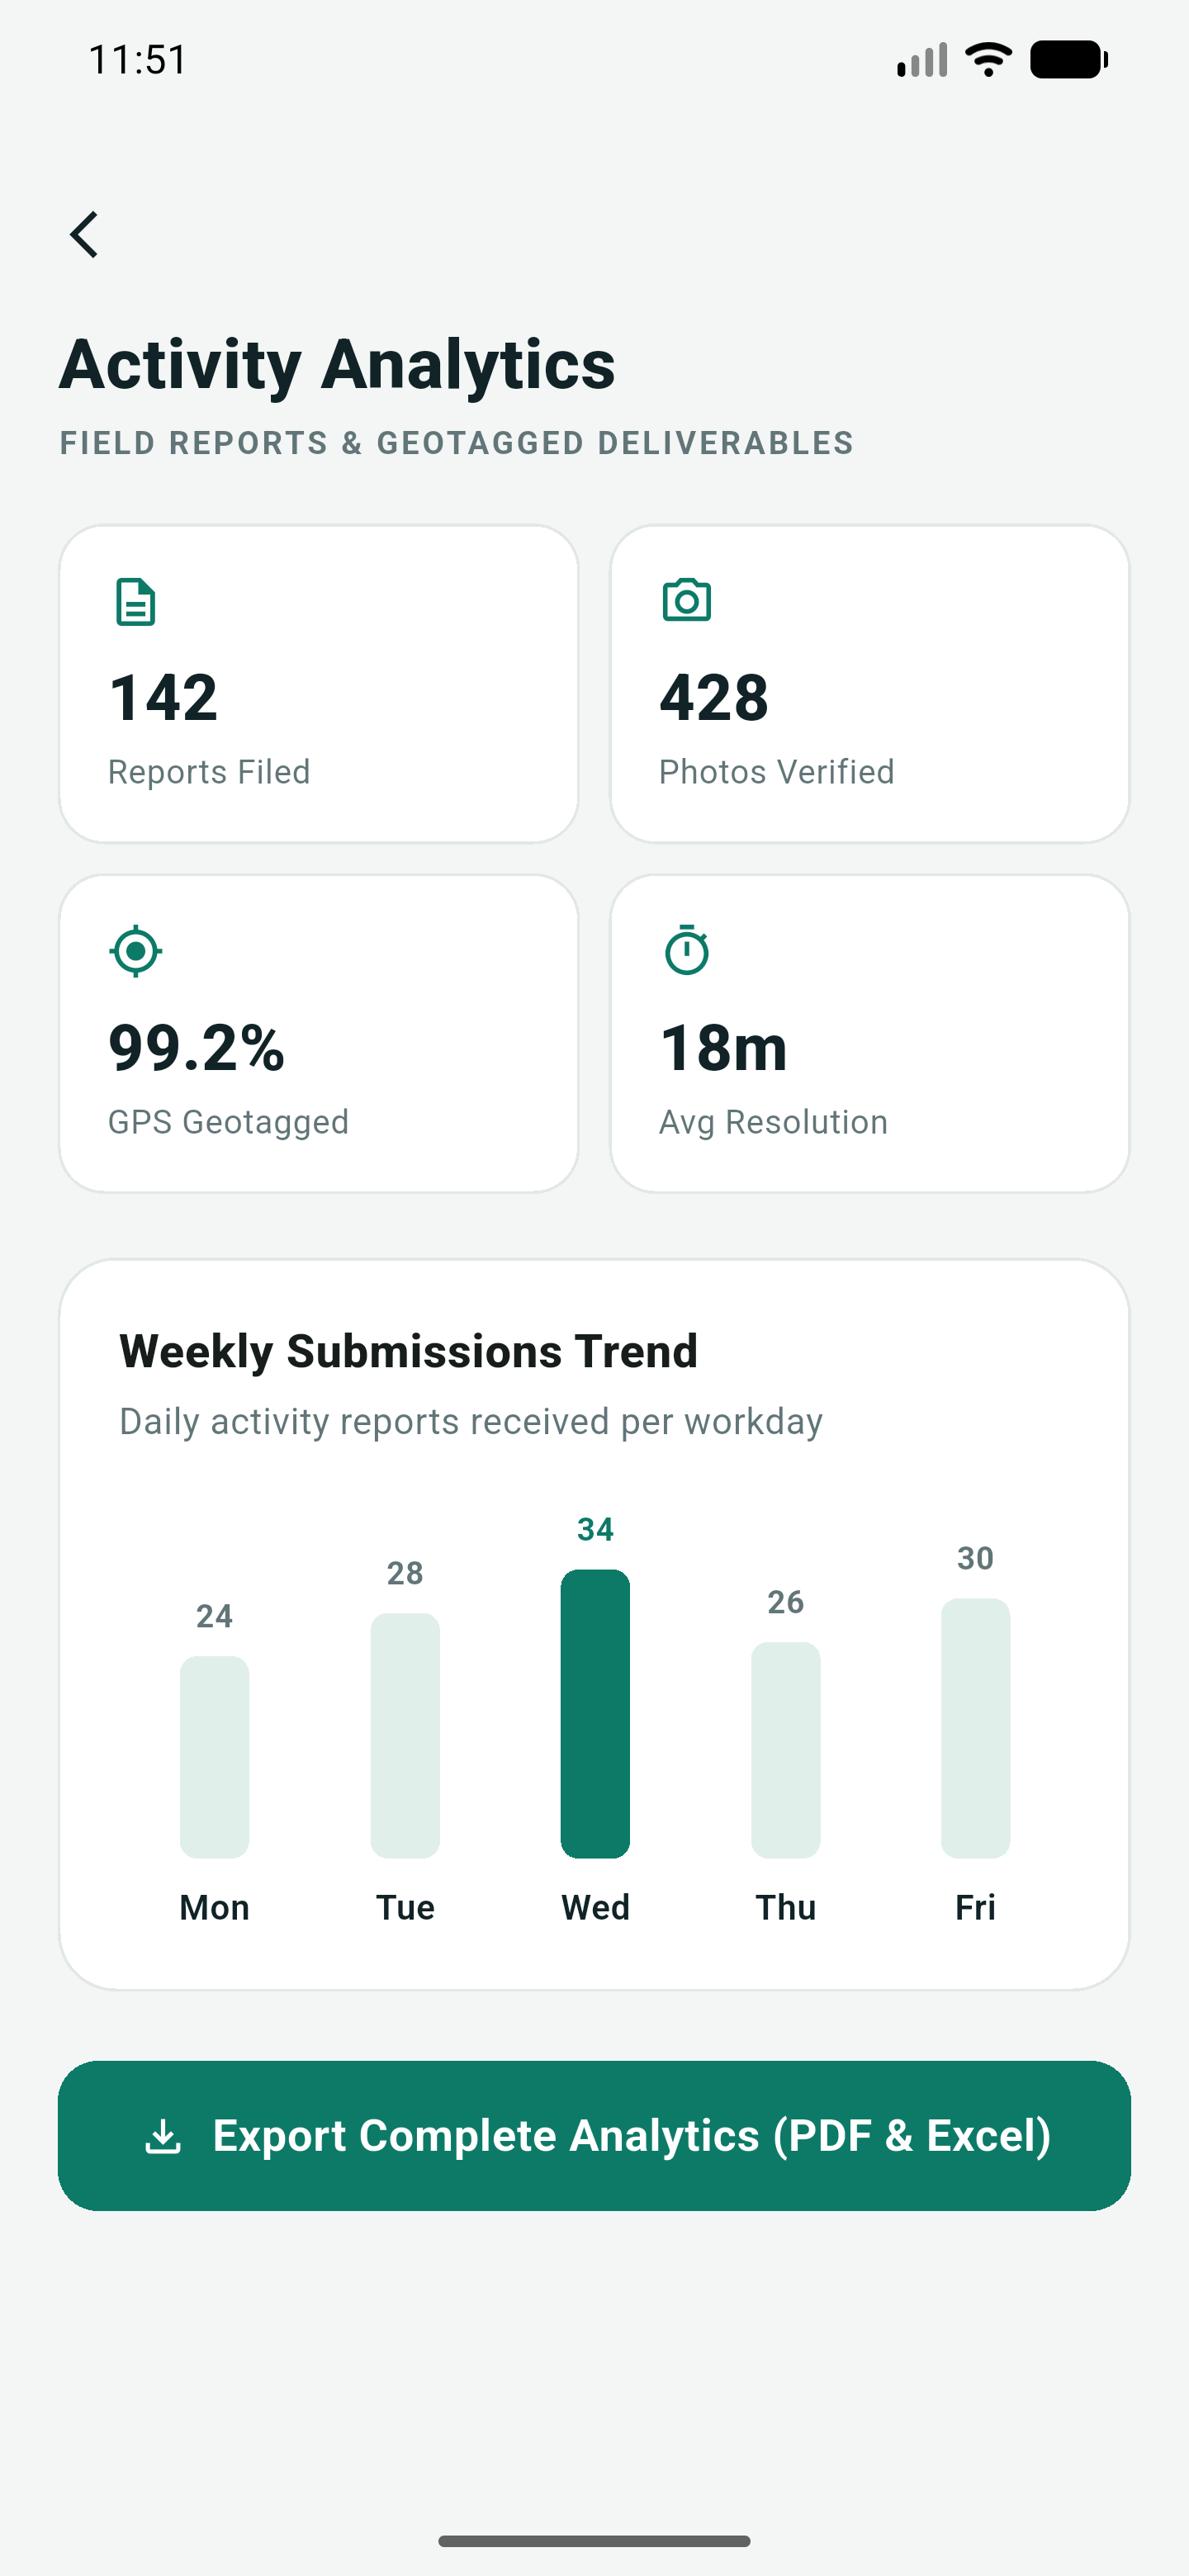 11:51
Activity Analytics
FIELD REPORTS & GEOTAGGED DELIVERABLES
142
Reports Filed
428
Photos Verified
99.2%
GPS Geotagged
18m
Avg Resolution
Weekly Submissions Trend
Daily activity reports received per workday
24
28
34
26
30
Mon
Tue
Wed
Thu
Fri
Export Complete Analytics (PDF & Excel)